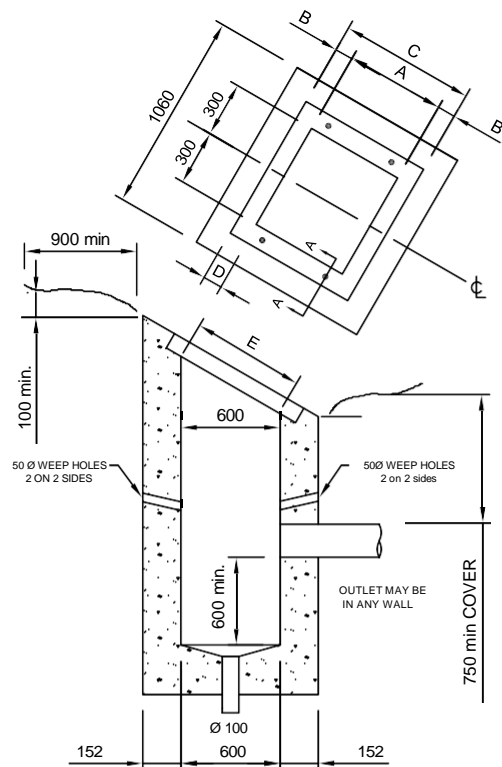 B
C
A
B
1060
300
300
A
A
D
℄
900 min
E
100 min.
600
50 Ø WEEP HOLES
2 ON 2 SIDES
50Ø WEEP HOLES
2 on 2 sides
600 min.
OUTLET MAY BE
IN ANY WALL
750 min COVER
Ø 100
152
600
152